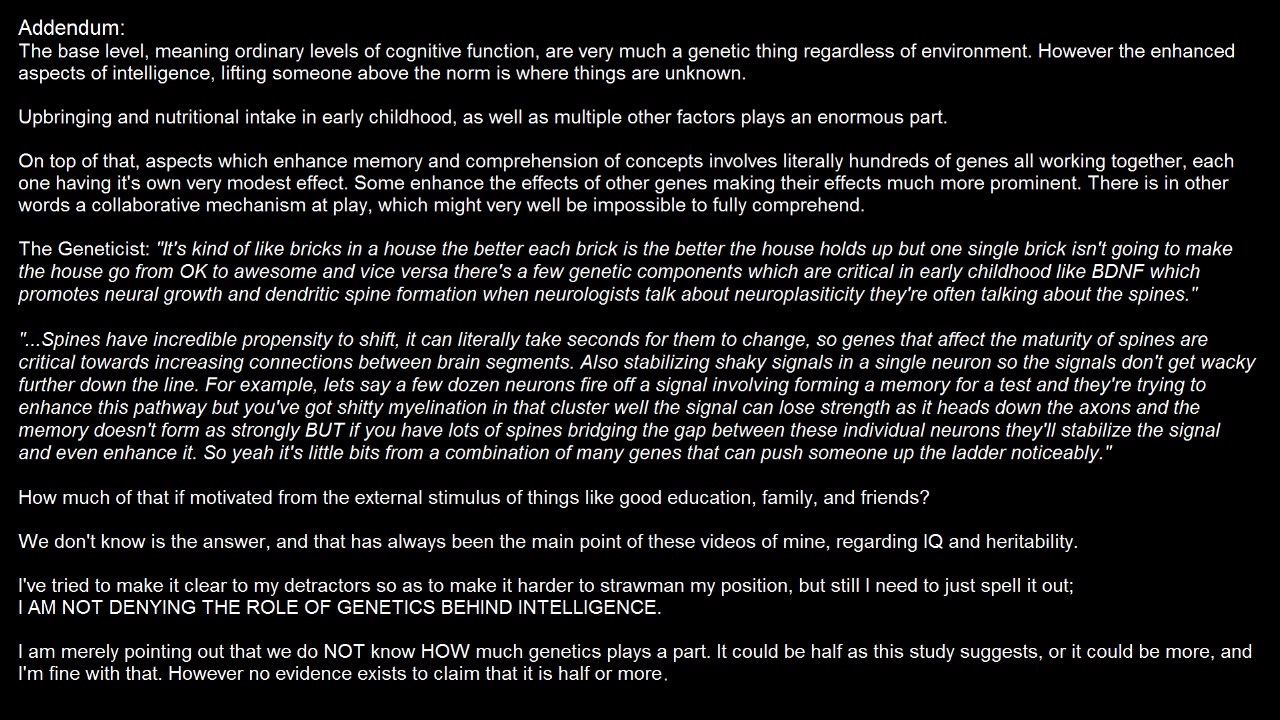 Addendum:
The base level, meaning ordinary levels of cognitive function, are very much a genetic thing regardless of environment. However the enhanced
aspects of intelligence, lifting someone above the norm is where things are unknown.
Upbringing and nutritional intake in early childhood, as well as multiple other factors plays an enormous part.
On top of that, aspects which enhance memory and comprehension of concepts involves literally hundreds of genes all working together, each
one having it's own very modest effect. Some enhance the effects of other genes making their effects much more prominent. There is in other
words a collaborative mechanism at play, which might very well be impossible to fully comprehend.
The Geneticist: "It's kind of like bricks in a house the better each brick is the better the house holds up but one single brick isn't going to make
the house go from OK to awesome and vice versa there's a few genetic components which are critical in early childhood like BDNF which
promotes neural growth and dendritic spine formation when neurologists talk about neuroplasiticity they're often talking about the spines."
"...Spines have incredible propensity to shift, it can literally take seconds for them to change, so genes that affect the maturity of spines are
critical towards increasing connections between brain segments. Also stabilizing shaky signals in a single neuron so the signals don't get wacky
further down the line. For example, lets say a few dozen neurons fire off a signal involving forming a memory for a test and they're trying to
enhance this pathway but you've got shitty myelination in that cluster well the signal can lose strength as it heads down the axons and the
memory doesn't form as strongly BUT if you have lots of spines bridging the gap between these individual neurons they'll stabilize the signal
and even enhance it. So yeah it's little bits from a combination of many genes that can push someone up the ladder noticeably."
How much of that if motivated from the external stimulus of things like good education, family, and friends?
We don't know is the answer, and that has always been the main point of these videos of mine, regarding IQ and heritability.
I've tried to make it clear to my detractors so as to make it harder to strawman my position, but still I need to just spell it out;
I AM NOT DENYING THE ROLE OF GENETICS BEHIND INTELLIGENCE.
I am merely pointing out that we do NOT know HOW much genetics plays a part. It could be half as this study suggests, or it could be more, and
I'm fine with that. However no evidence exists to claim that it is half or more.